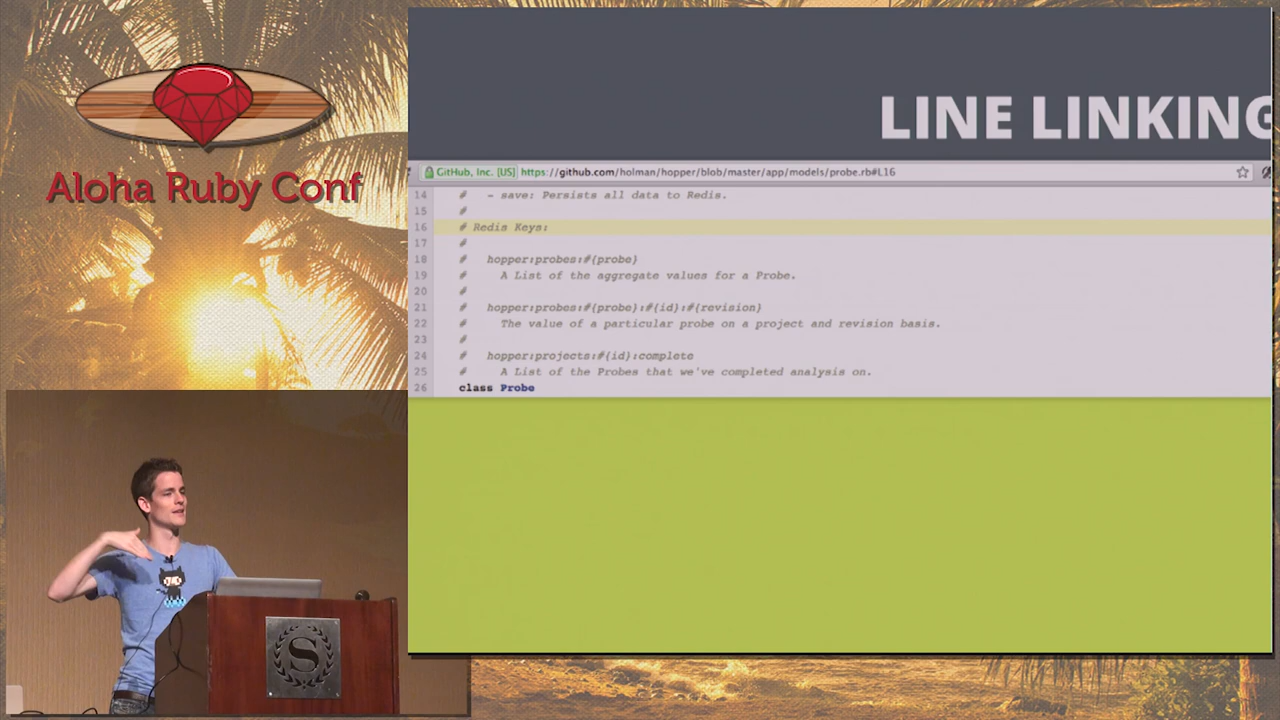 Aloha Ruby Conf
LINE LINKING
GitHub, Inc. [US] https://github.com/holman/hopper/blob/master/app/models/probe.rb#L16
14 # - save: Persists all data to Redis.
15 #
16 # Redis Keys:
17 #
18 # hopper:probes:#{probe}
19 # A List of the aggregate values for a Probe.
20 #
21 # hopper:probes:#{probe}:#{id}:#{revision}
22 # The value of a particular probe on a project and revision basis.
23 #
24 # hopper:projects:#{id}:complete
25 # A List of the Probes that we've completed analysis on.
26 class Probe
S